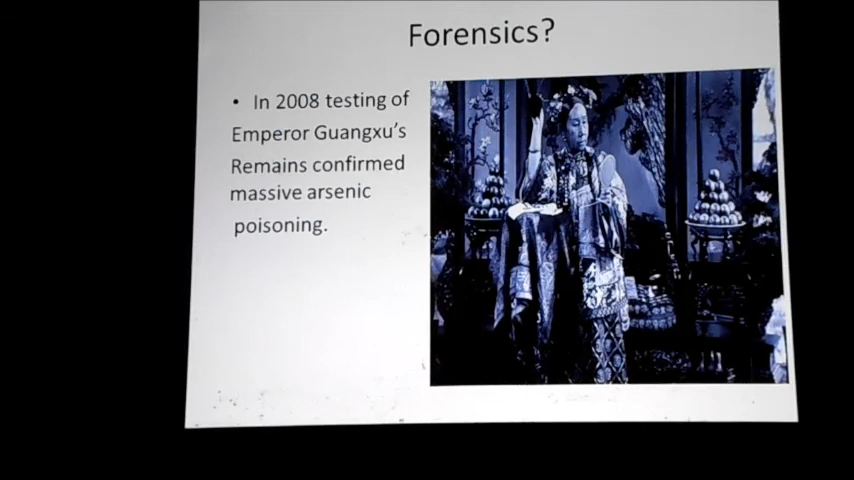 Forensics?
• In 2008 testing of
Emperor Guangxu's
Remains confirmed
massive arsenic
poisoning.